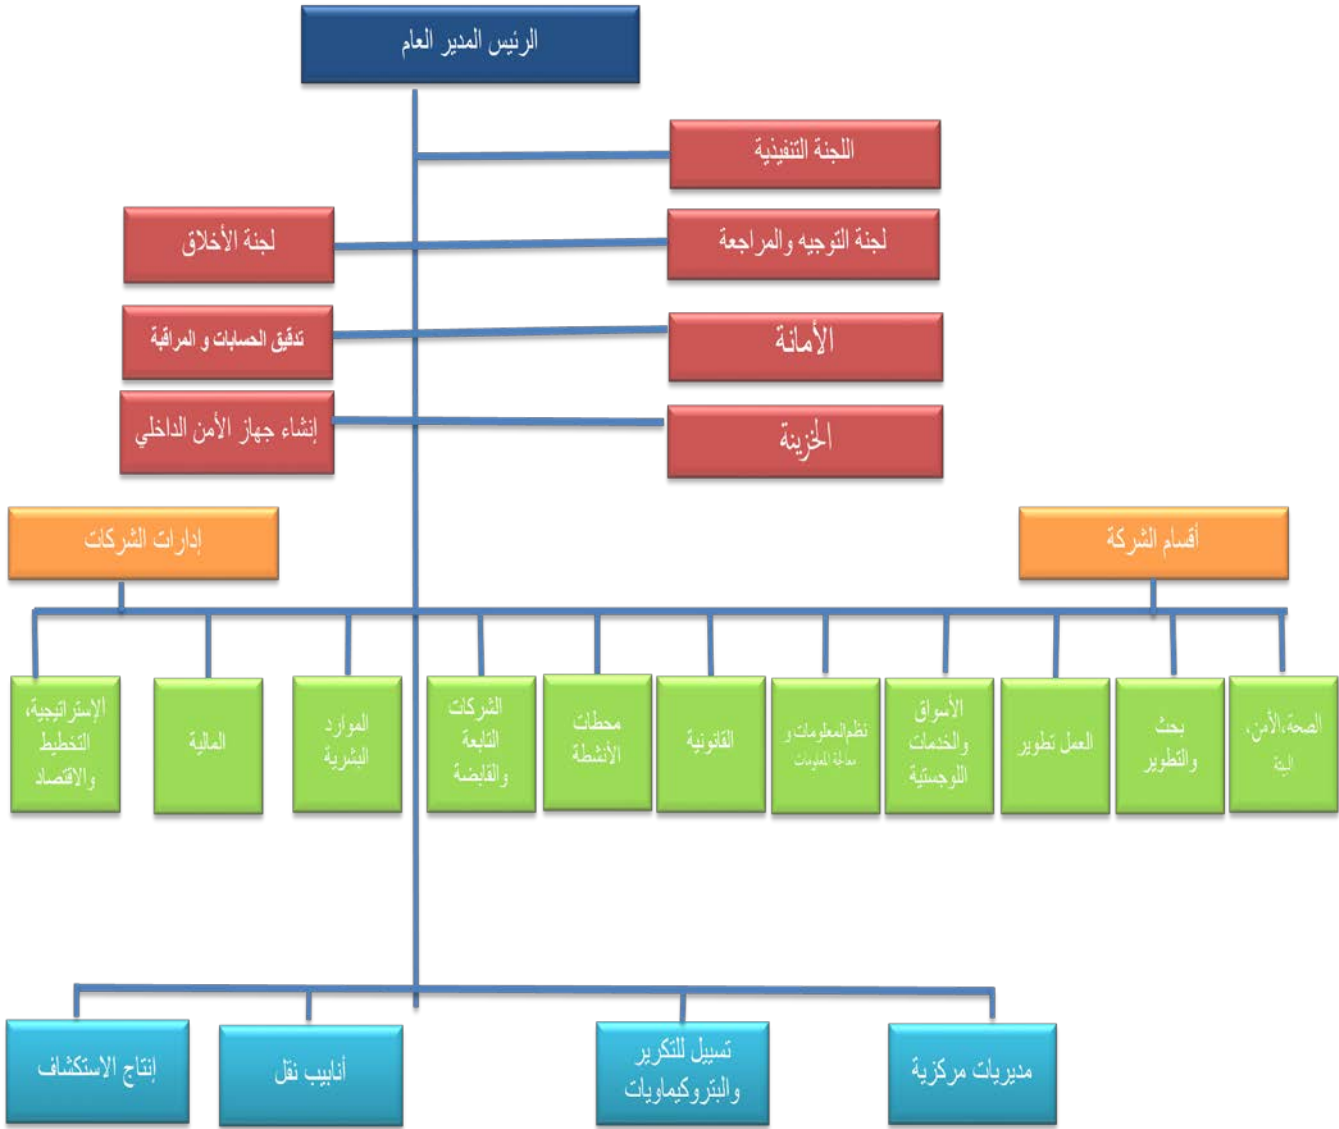 الرئيس المدير العام
اللجنة التنفيذية
لجنة التوجيه والمراجعة
لجنة الأخلاق
الأمانة
تدقيق الحسابات و المراقبة
الخزينة
إنشاء جهاز الأمن الداخلي
أقسام الشركة
إدارات الشركات
الصحة،الأمن،
البيئة
بحث
والتطوير
العمل تطوير
الأسواق
والخدمات
اللوجستية
نظم المعلومات و
معالجة المعلومات
القانونية
محطات
الأنشطة
الشركات
التابعة
والقابضة
الموارد
البشرية
المالية
الإستراتيجية،
التخطيط
والاقتصاد
مديريات مركزية
تسييل للتكرير
والبتروكيماويات
أنابيب نقل
إنتاج الاستكشاف